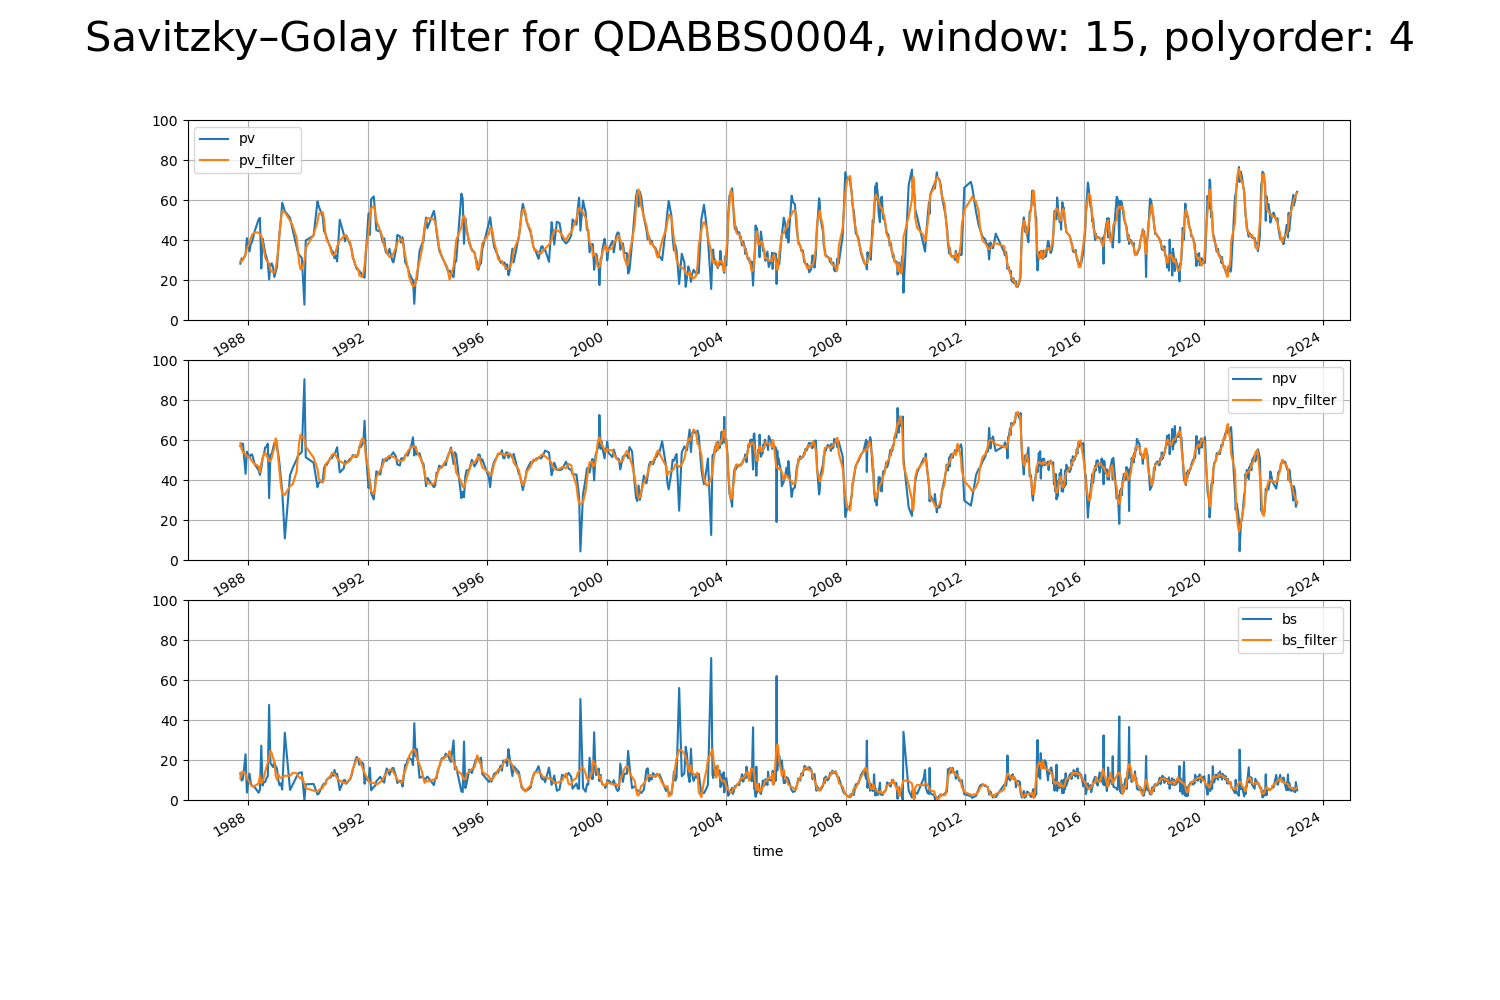 Savitzky–Golay filter for QDABBS0004, window: 15, polyorder: 4
100
80
60
40
20
0
pv
pv_filter
1988 1992 1996 2000 2004 2008 2012 2016 2020 2024
100
80
60
40
20
0
npv
npv_filter
1988 1992 1996 2000 2004 2008 2012 2016 2020 2024
100
80
60
40
20
0
bs
bs_filter
1988 1992 1996 2000 2004 2008 2012 2016 2020 2024
time